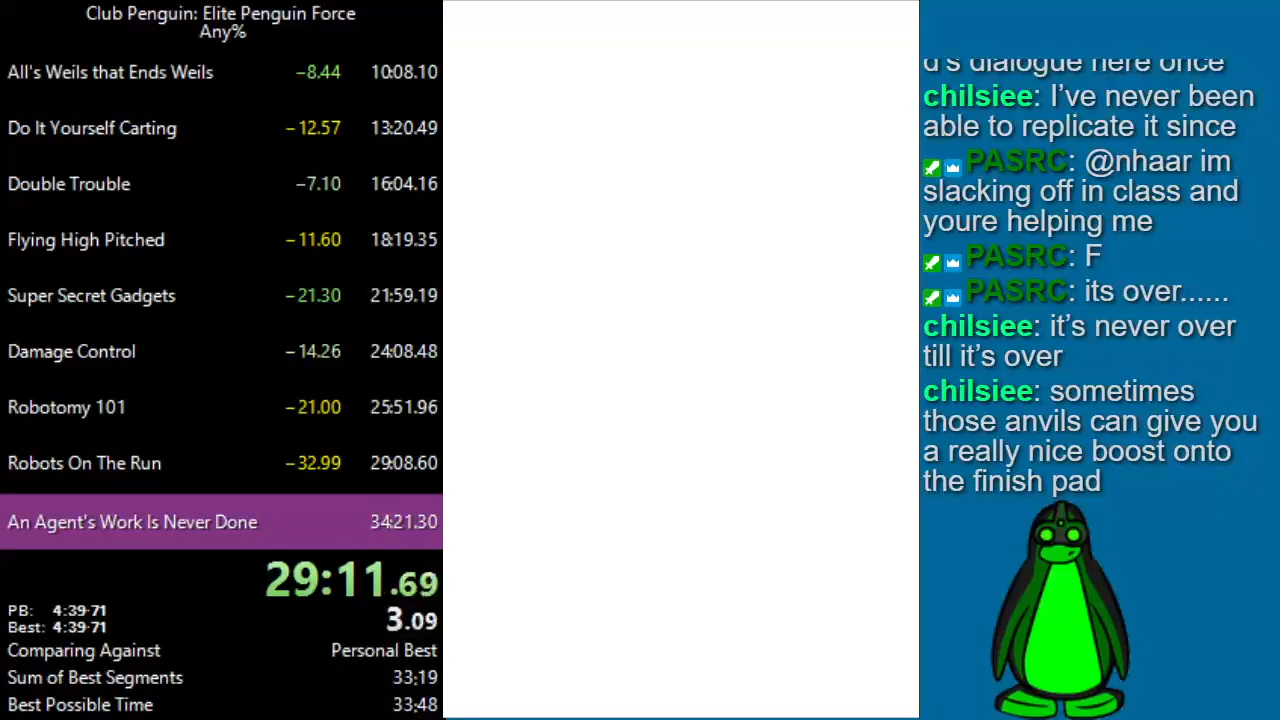 Club Penguin: Elite Penguin Force
Any%
All's Weils that Ends Weils −8.44 10:08.10
Do It Yourself Carting −12.57 13:20.49
Double Trouble −7.10 16:04.16
Flying High Pitched −11.60 18:19.35
Super Secret Gadgets −21.30 21:59.19
Damage Control −14.26 24:08.48
Robotomy 101 −21.00 25:51.96
Robots On The Run −32.99 29:08.60
An Agent's Work Is Never Done 34:21.30
29:11.69
PB: 4:39.71 3.09
Best: 4:39.71
Comparing Against Personal Best
Sum of Best Segments 33:19
Best Possible Time 33:48
d's dialogue here once
chilsiee: I’ve never been
able to replicate it since
PASRC: @nhaar im
slacking off in class and
youre helping me
PASRC: F
PASRC: its over......
chilsiee: it’s never over
till it’s over
chilsiee: sometimes
those anvils can give you
a really nice boost onto
the finish pad